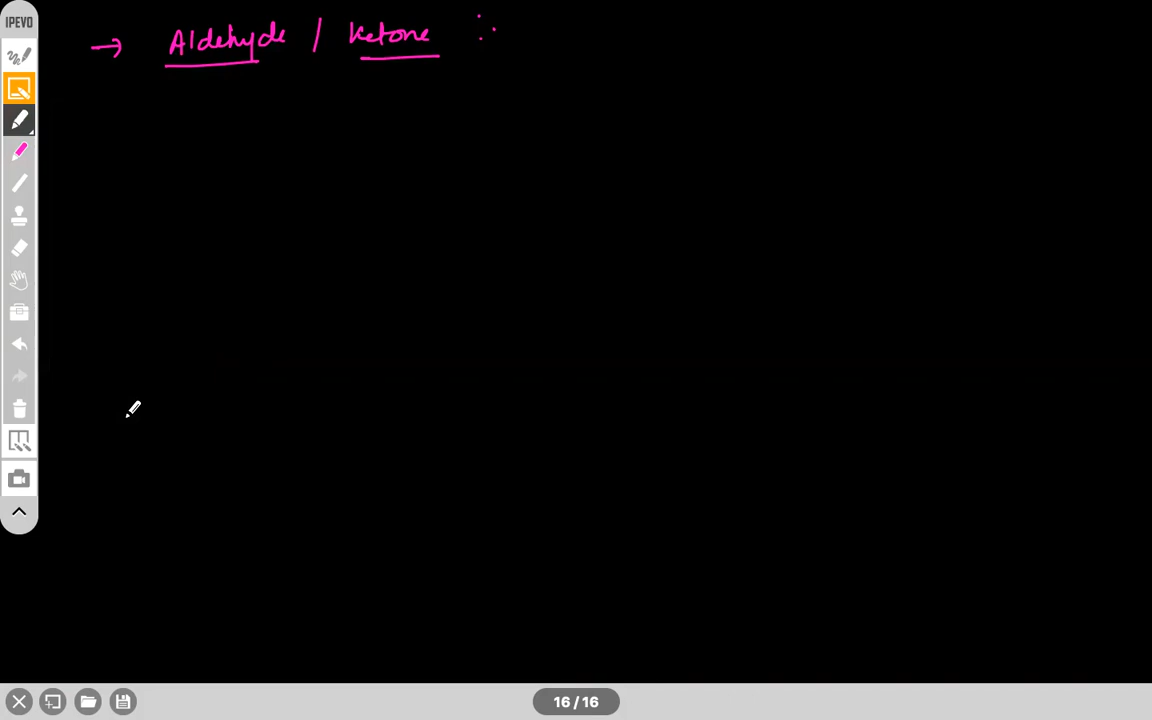 IPEVO
→ Aldehyde / Ketone :-
16 / 16